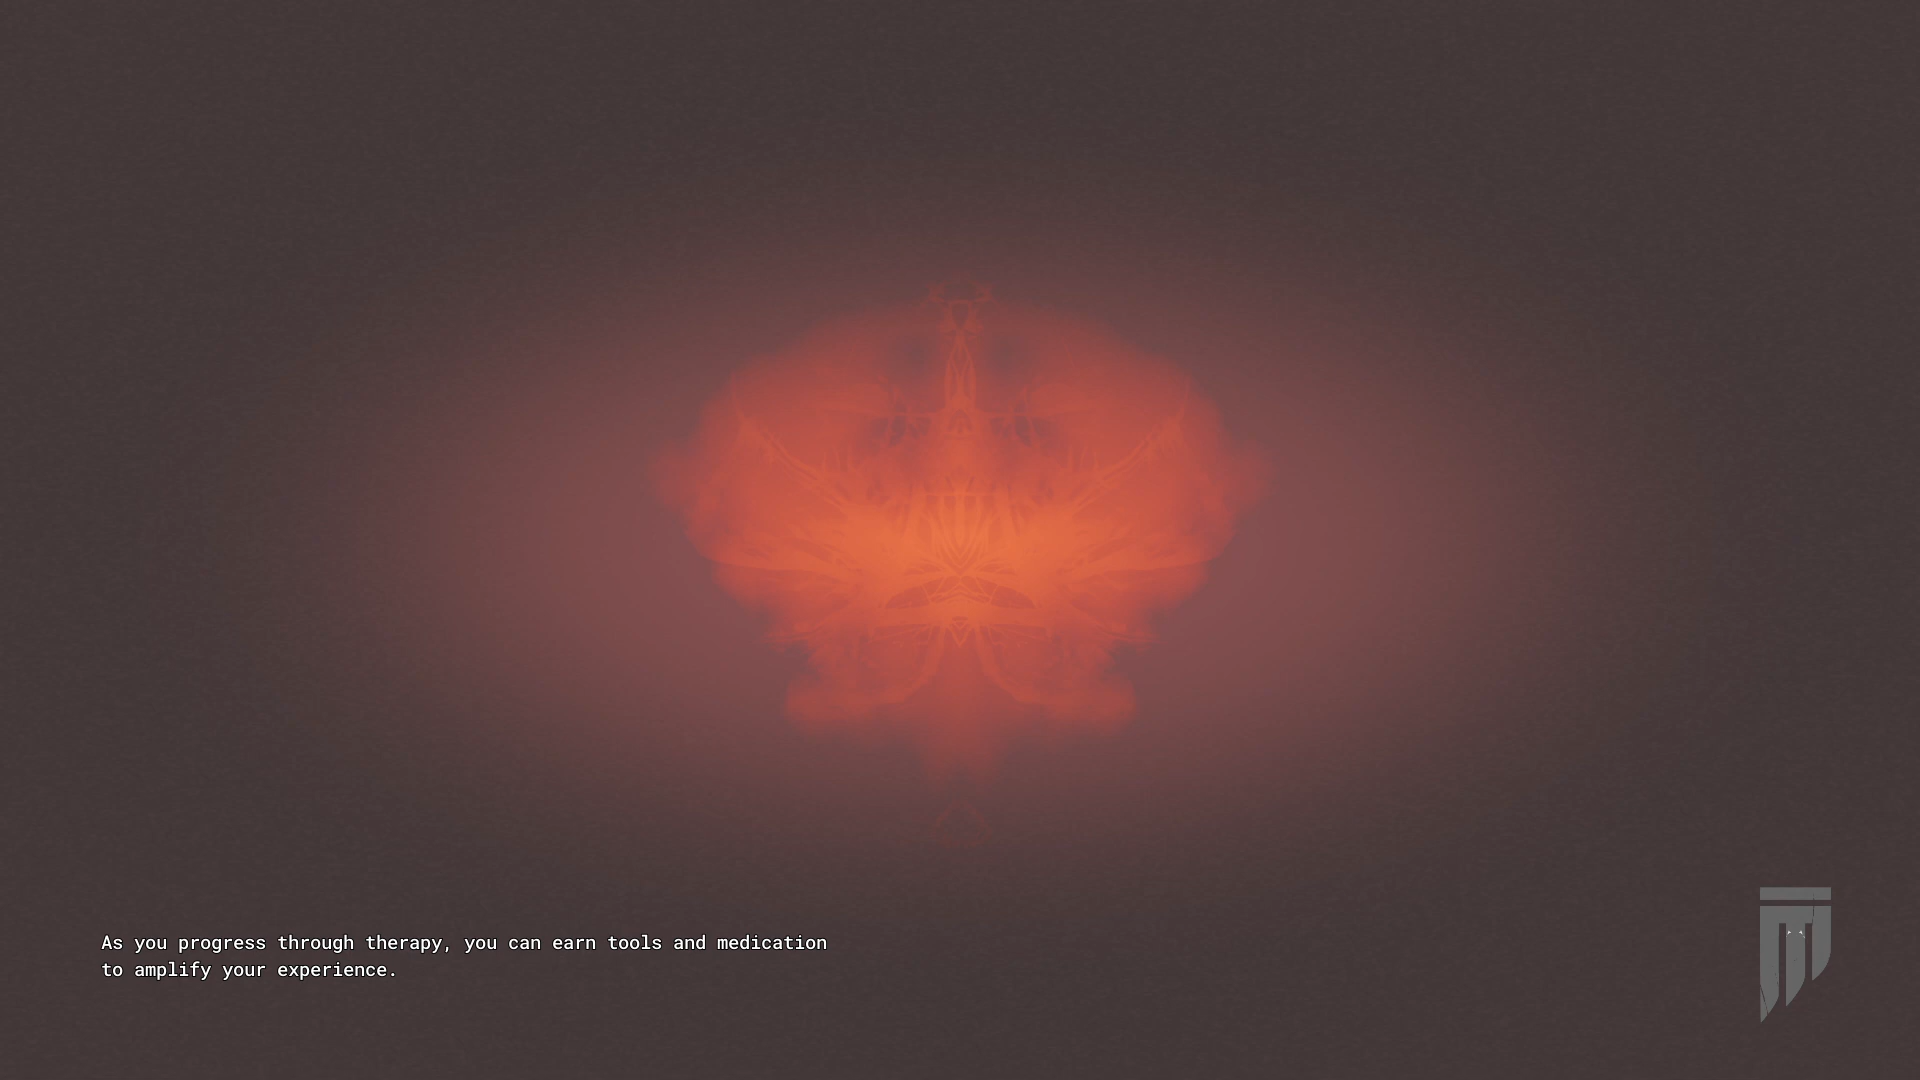 As you progress through therapy, you can earn tools and medication
to amplify your experience.